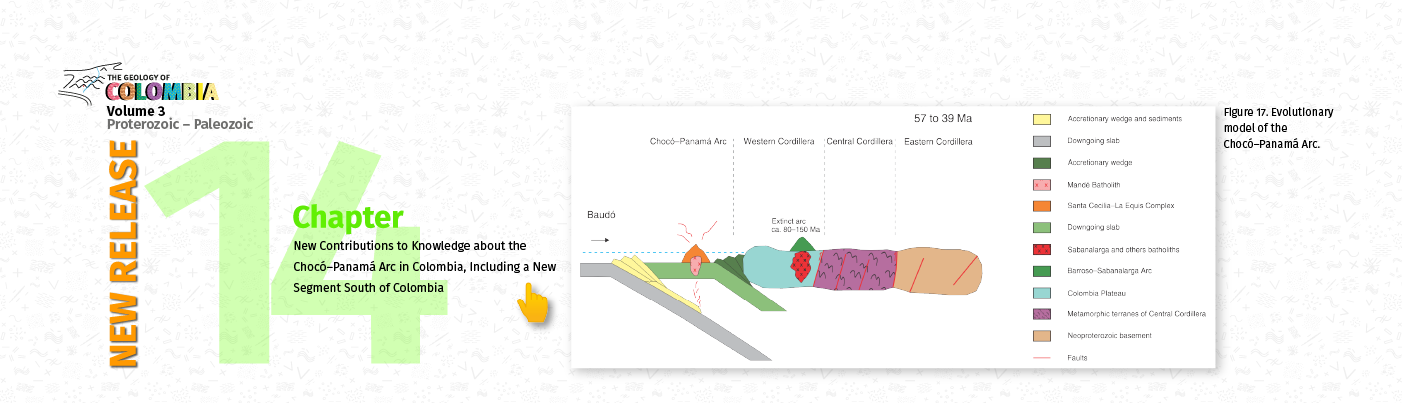 THE GEOLOGY OF
COLOMBIA
Volume 3
Proterozoic – Paleozoic
NEW RELEASE
14
Chapter
New Contributions to Knowledge about the
Chocó–Panamá Arc in Colombia, Including a New
Segment South of Colombia
57 to 39 Ma
Chocó–Panamá Arc
Western Cordillera
Central Cordillera
Eastern Cordillera
Baudó
Extinct arc
ca. 80–150 Ma
Accretionary wedge and sediments
Downgoing slab
Accretionary wedge
Mandé Batholith
Santa Cecilia–La Equis Complex
Downgoing slab
Sabanalarga and others batholiths
Barroso–Sabanalarga Arc
Colombia Plateau
Metamorphic terranes of Central Cordillera
Neoproterozoic basement
Faults
Figure 17. Evolutionary
model of the
Chocó–Panamá Arc.